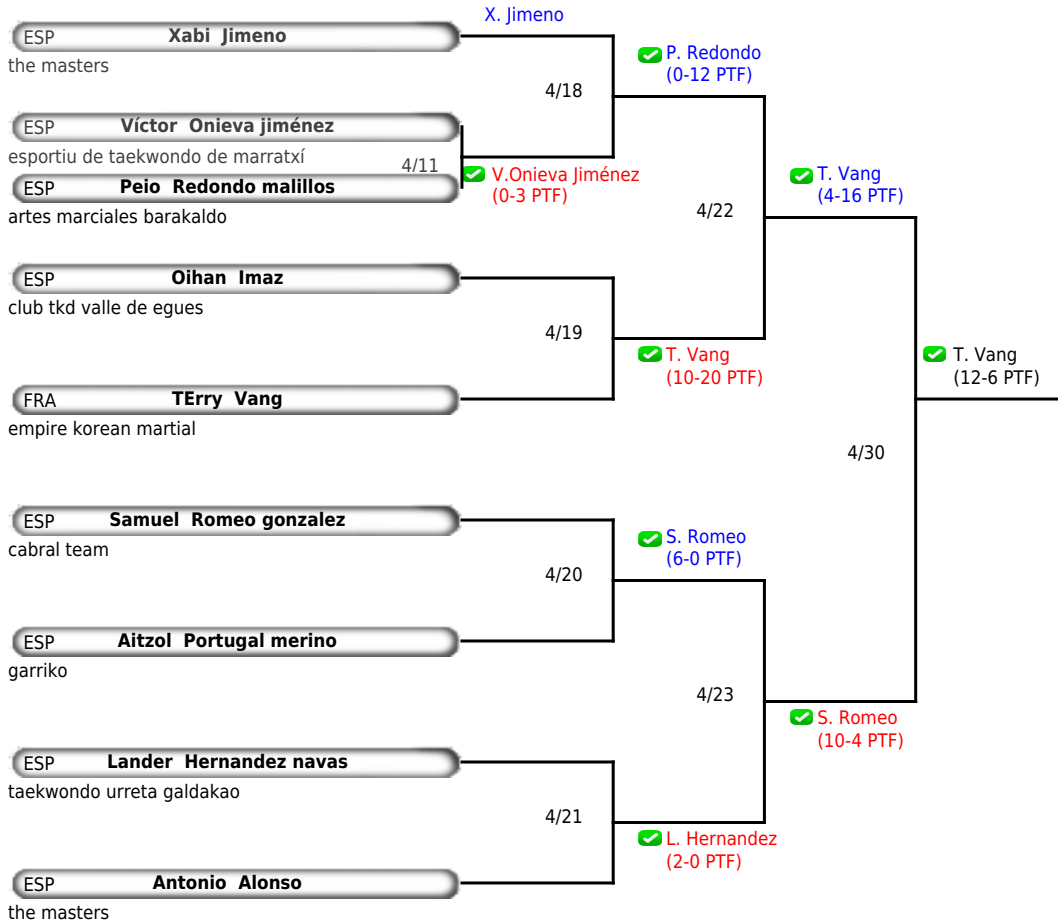 X. Jimeno
ESP Xabi Jimeno
the masters
P. Redondo
(0-12 PTF)
4/18
ESP Víctor Onieva jiménez
esportiu de taekwondo de marratxí
4/11
V.Onieva Jiménez
(0-3 PTF)
ESP Peio Redondo malillos
artes marciales barakaldo
T. Vang
(4-16 PTF)
4/22
ESP Oihan Imaz
club tkd valle de egues
4/19
T. Vang
(10-20 PTF)
T. Vang
(12-6 PTF)
FRA TErry Vang
empire korean martial
4/30
ESP Samuel Romeo gonzalez
cabral team
S. Romeo
(6-0 PTF)
4/20
ESP Aitzol Portugal merino
garriko
4/23
S. Romeo
(10-4 PTF)
ESP Lander Hernandez navas
taekwondo urreta galdakao
4/21
L. Hernandez
(2-0 PTF)
ESP Antonio Alonso
the masters